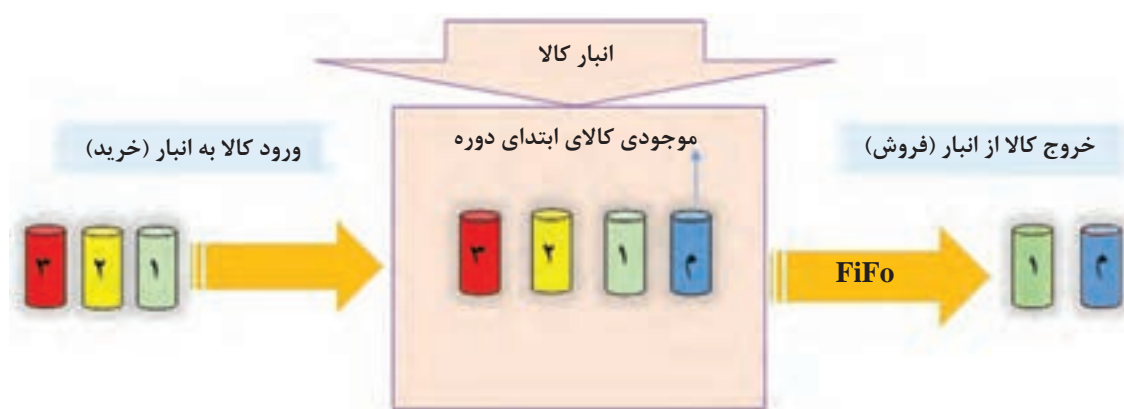 انبار کالا
موجودی کالای ابتدای دوره
خروج کالا از انبار (فروش)
ورود کالا به انبار (خرید)
م
۱
FiFo
م
۱
۲
۳
۱
۲
۳